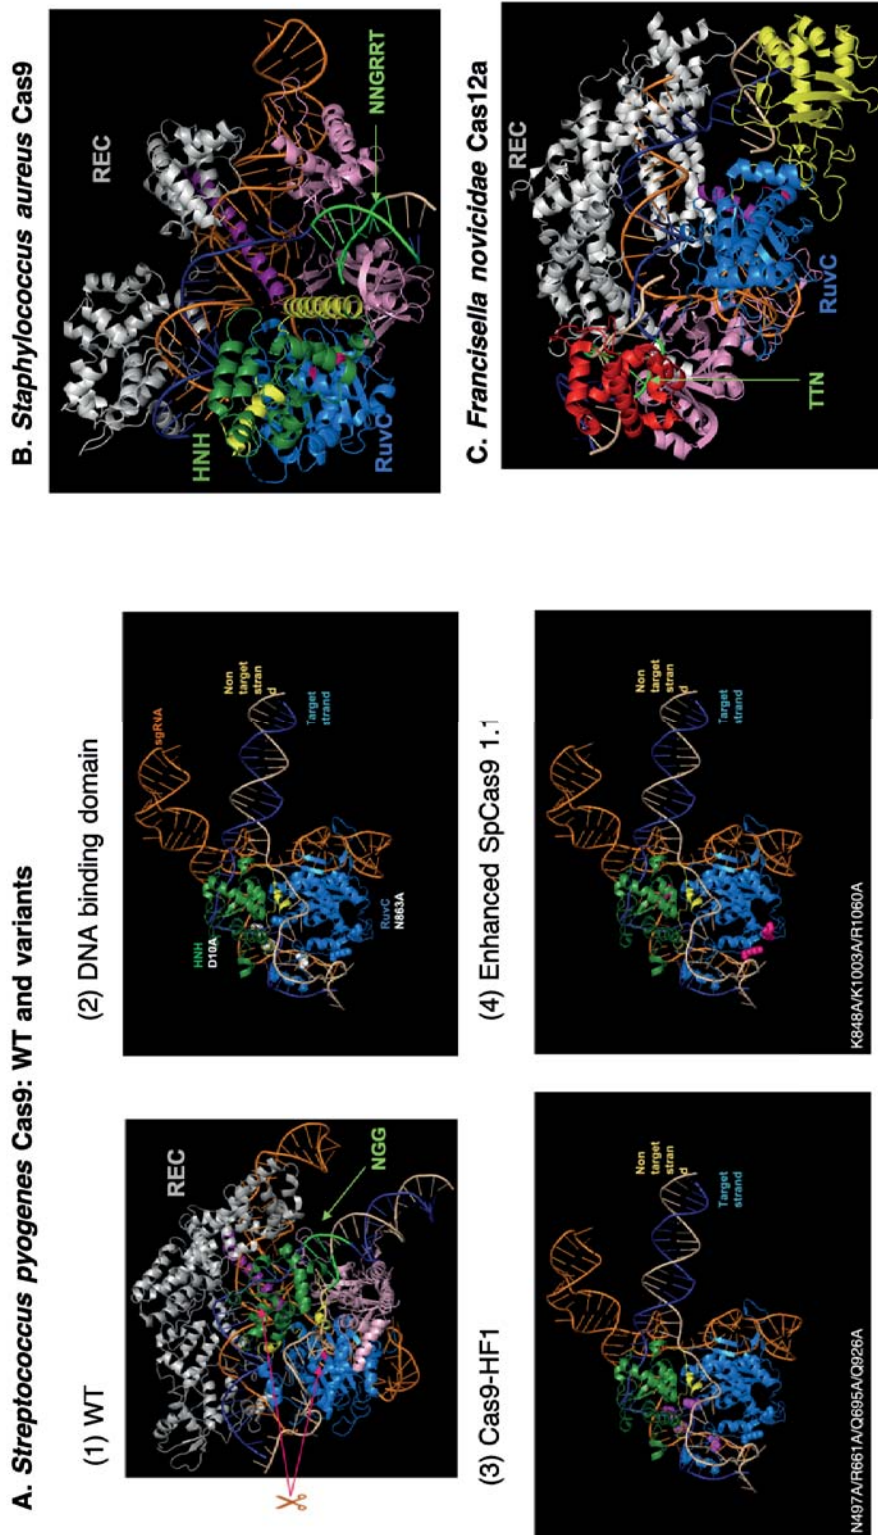 A. Streptococcus pyogenes Cas9: WT and variants
(1) WT
REC
NGG
(2) DNA binding domain
sgRNA
HNH
D10A
Non
target
stran
d
Target
strand
RuvC
N863A
(3) Cas9-HF1
Non
target
stran
d
Target
strand
N497A/R661A/Q695A/Q926A
(4) Enhanced SpCas9 1.1
Non
target
stran
d
Target
strand
K848A/K1003A/R1060A
B. Staphylococcus aureus Cas9
REC
HNH
RuvC
NNGRRT
C. Francisella novicidae Cas12a
REC
RuvC
TTN